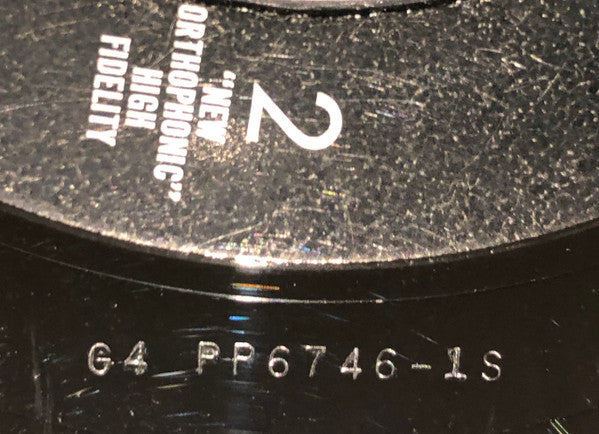 2
"NEW
ORTHOPHONIC"
HIGH
FIDELITY
G4 PP6746-1S